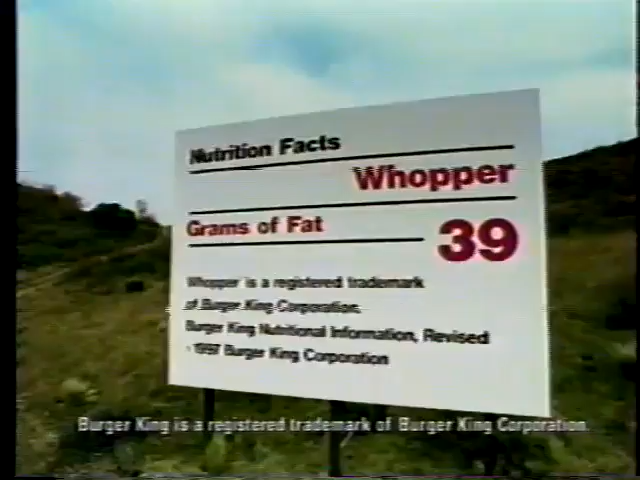 Nutrition Facts
Whopper
Grams of Fat
39
Whopper is a registered trademark
of Burger King Corporation.
Burger King Nutritional Information, Revised
1997 Burger King Corporation
Burger King is a registered trademark of Burger King Corporation.